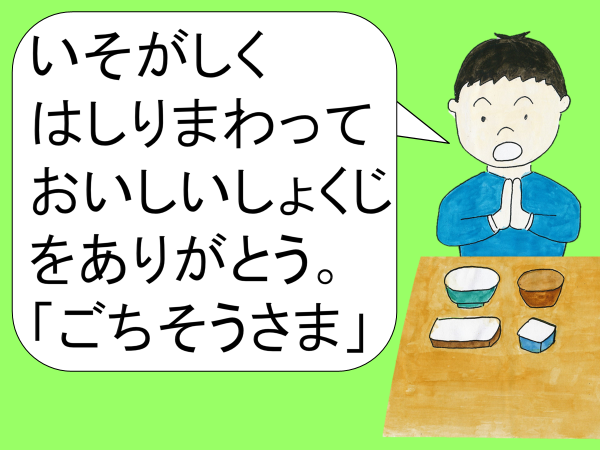 いそがしく
はしりまわって
おいしいしょくじ
をありがとう。
「ごちそうさま」